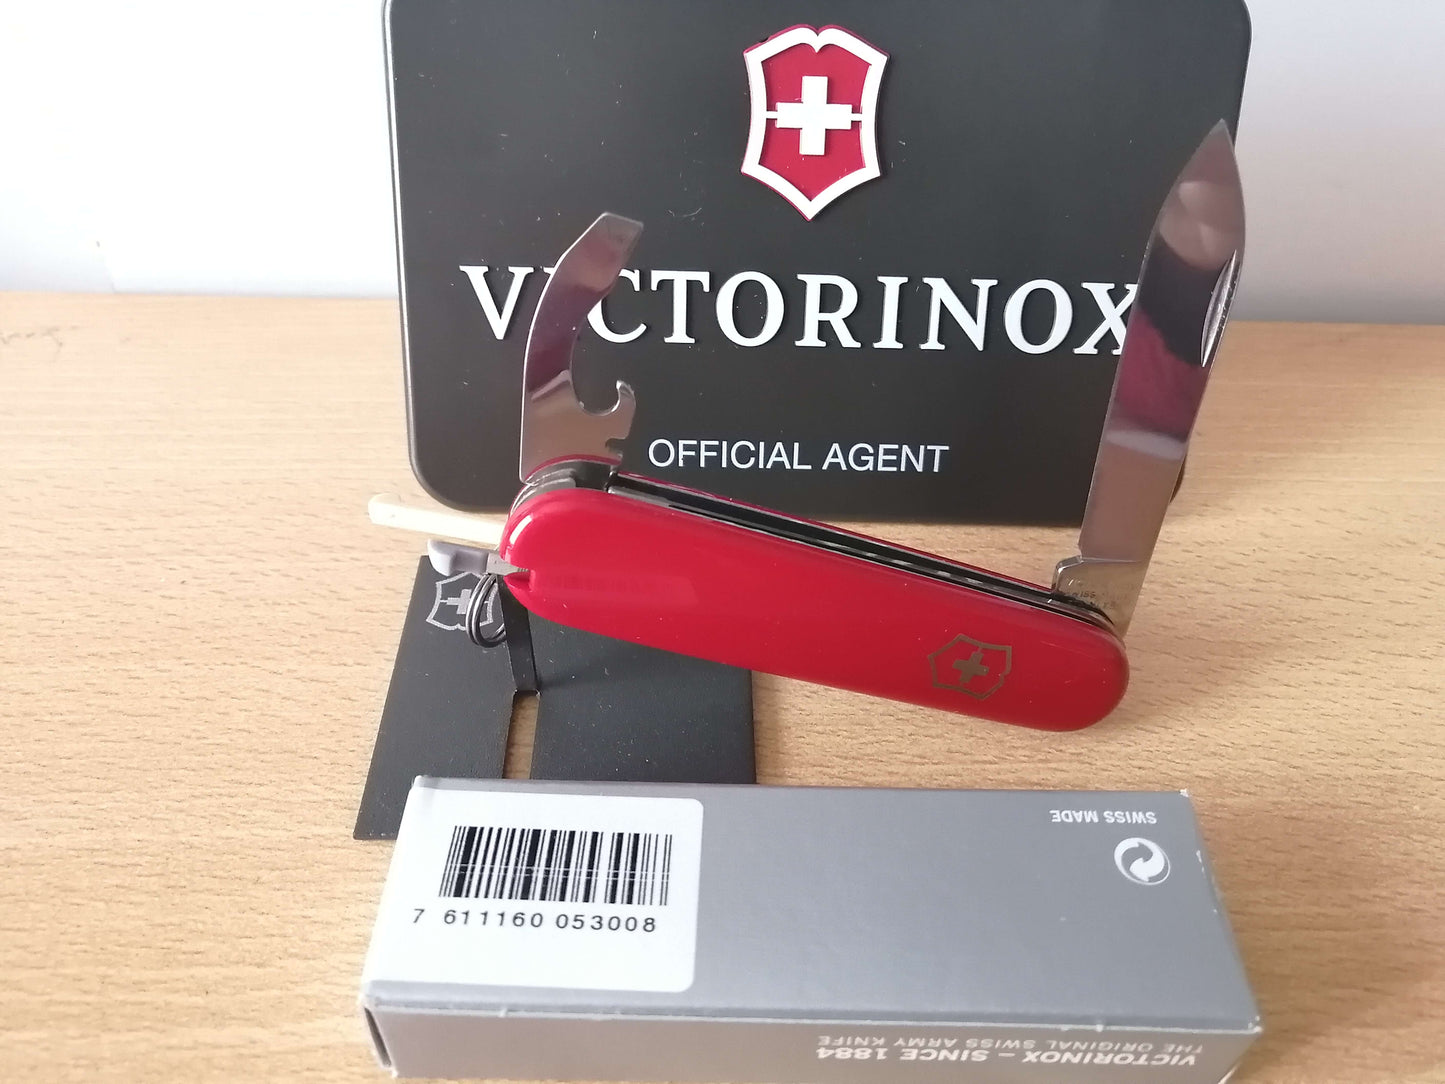 VICTORINOX
OFFICIAL AGENT
SWISS MADE
7 611160 053008
VICTORINOX – SINCE 1884
THE ORIGINAL SWISS ARMY KNIFE